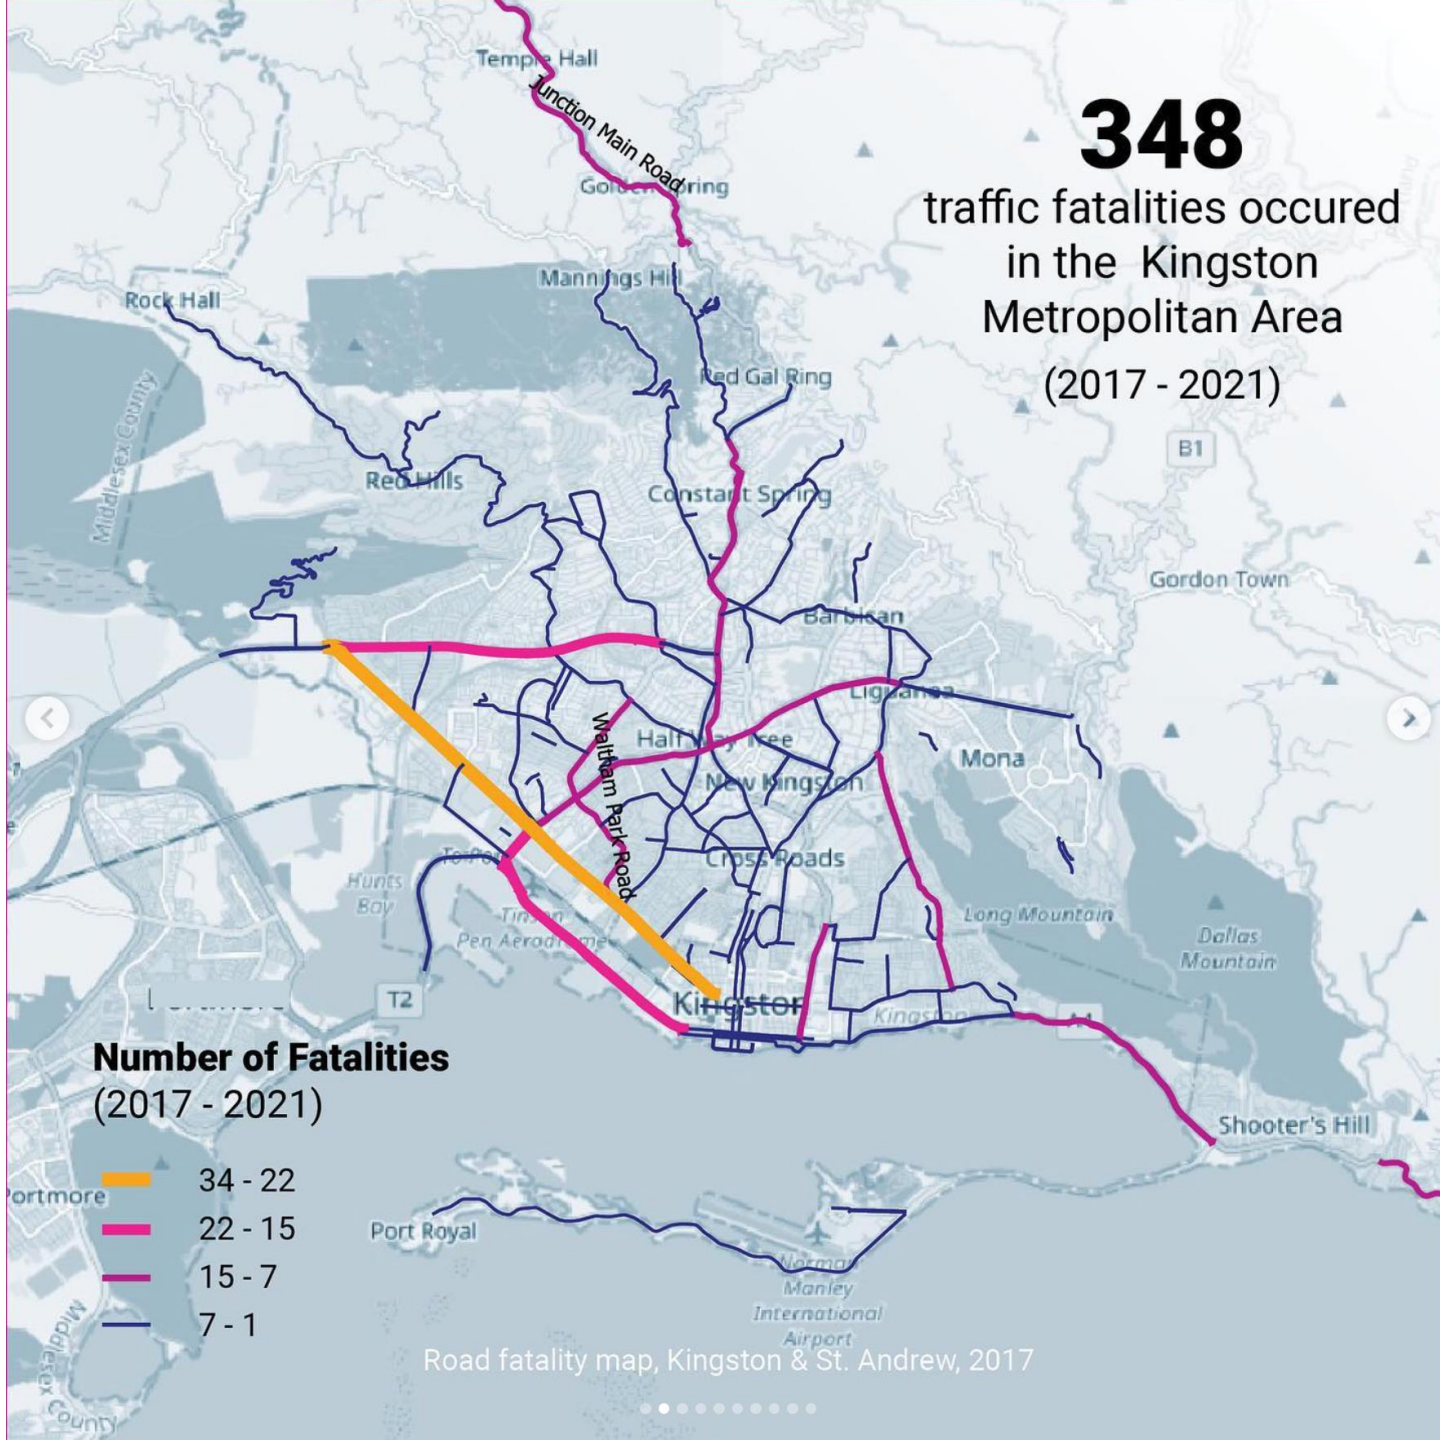 Temple Hall
Junction Main Road
348
traffic fatalities occured
in the Kingston
Metropolitan Area
(2017 - 2021)
Golden Spring
Mannings Hill
Rock Hall
Red Gal Ring
B1
Middlesex County
Red Hills
Constant Spring
Gordon Town
Barbican
Liguanea
Waltham Park Road
Half Way Tree
Mona
New Kingston
Cross Roads
Hunts
Bay
Tinson
Pen Aerodrome
Long Mountain
Dallas
Mountain
T2
Kingston
Kingston
A4
Number of Fatalities
(2017 - 2021)
34 - 22
22 - 15
15 - 7
7 - 1
Shooter's Hill
Portmore
Port Royal
Norman
Manley
International
Airport
Middlesex County
Road fatality map, Kingston & St. Andrew, 2017